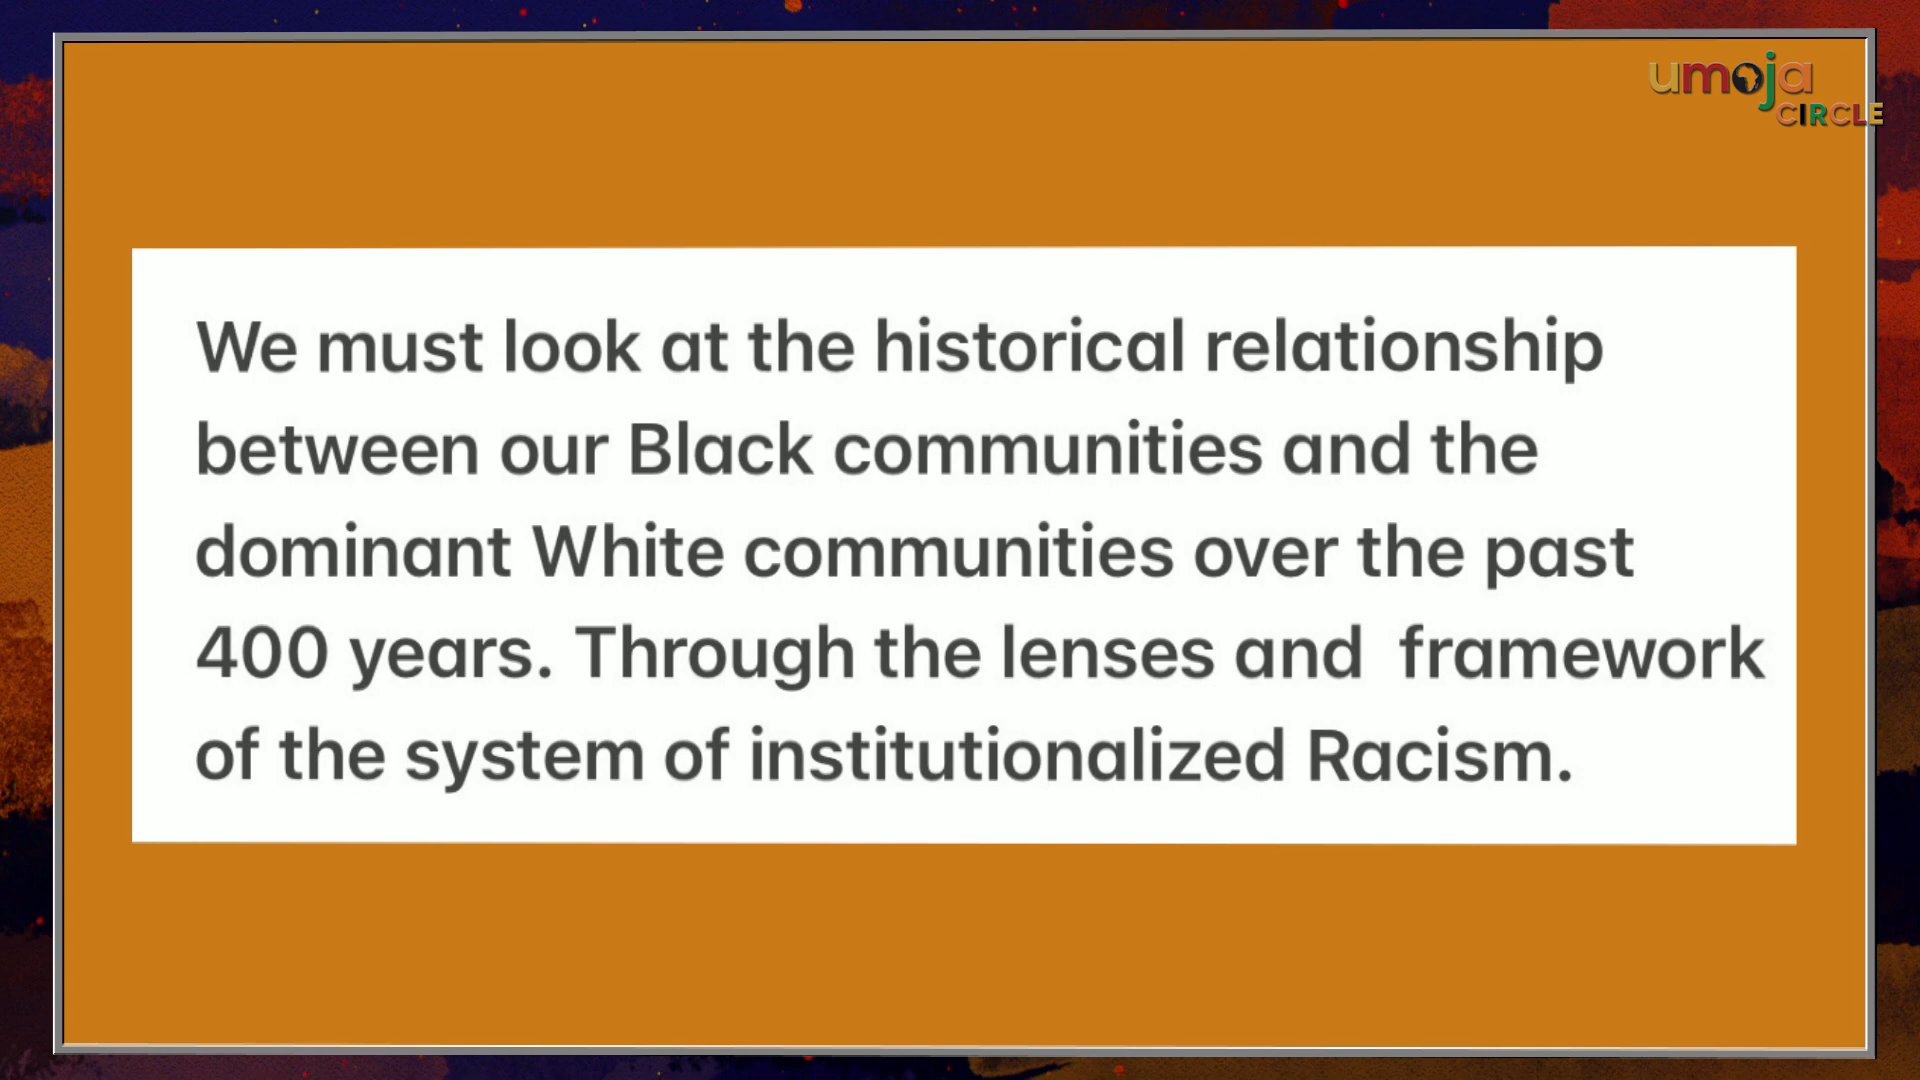 umoja
CIRCLE
We must look at the historical relationship
between our Black communities and the
dominant White communities over the past
400 years. Through the lenses and  framework
of the system of institutionalized Racism.